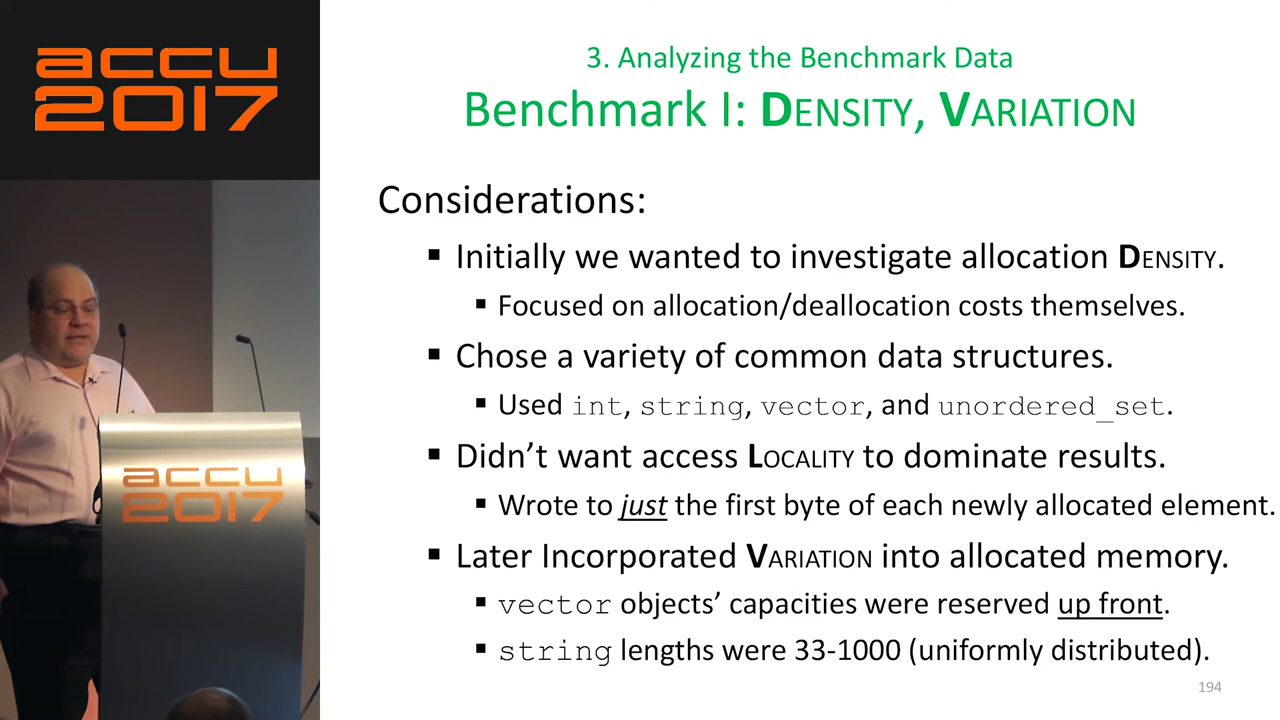 accu
2017
3. Analyzing the Benchmark Data
Benchmark I: DENSITY, VARIATION
Considerations:
▪ Initially we wanted to investigate allocation DENSITY.
▪ Focused on allocation/deallocation costs themselves.
▪ Chose a variety of common data structures.
▪ Used int, string, vector, and unordered_set.
▪ Didn’t want access LOCALITY to dominate results.
▪ Wrote to just the first byte of each newly allocated element.
▪ Later Incorporated VARIATION into allocated memory.
▪ vector objects’ capacities were reserved up front.
▪ string lengths were 33-1000 (uniformly distributed).
194
accu
2017